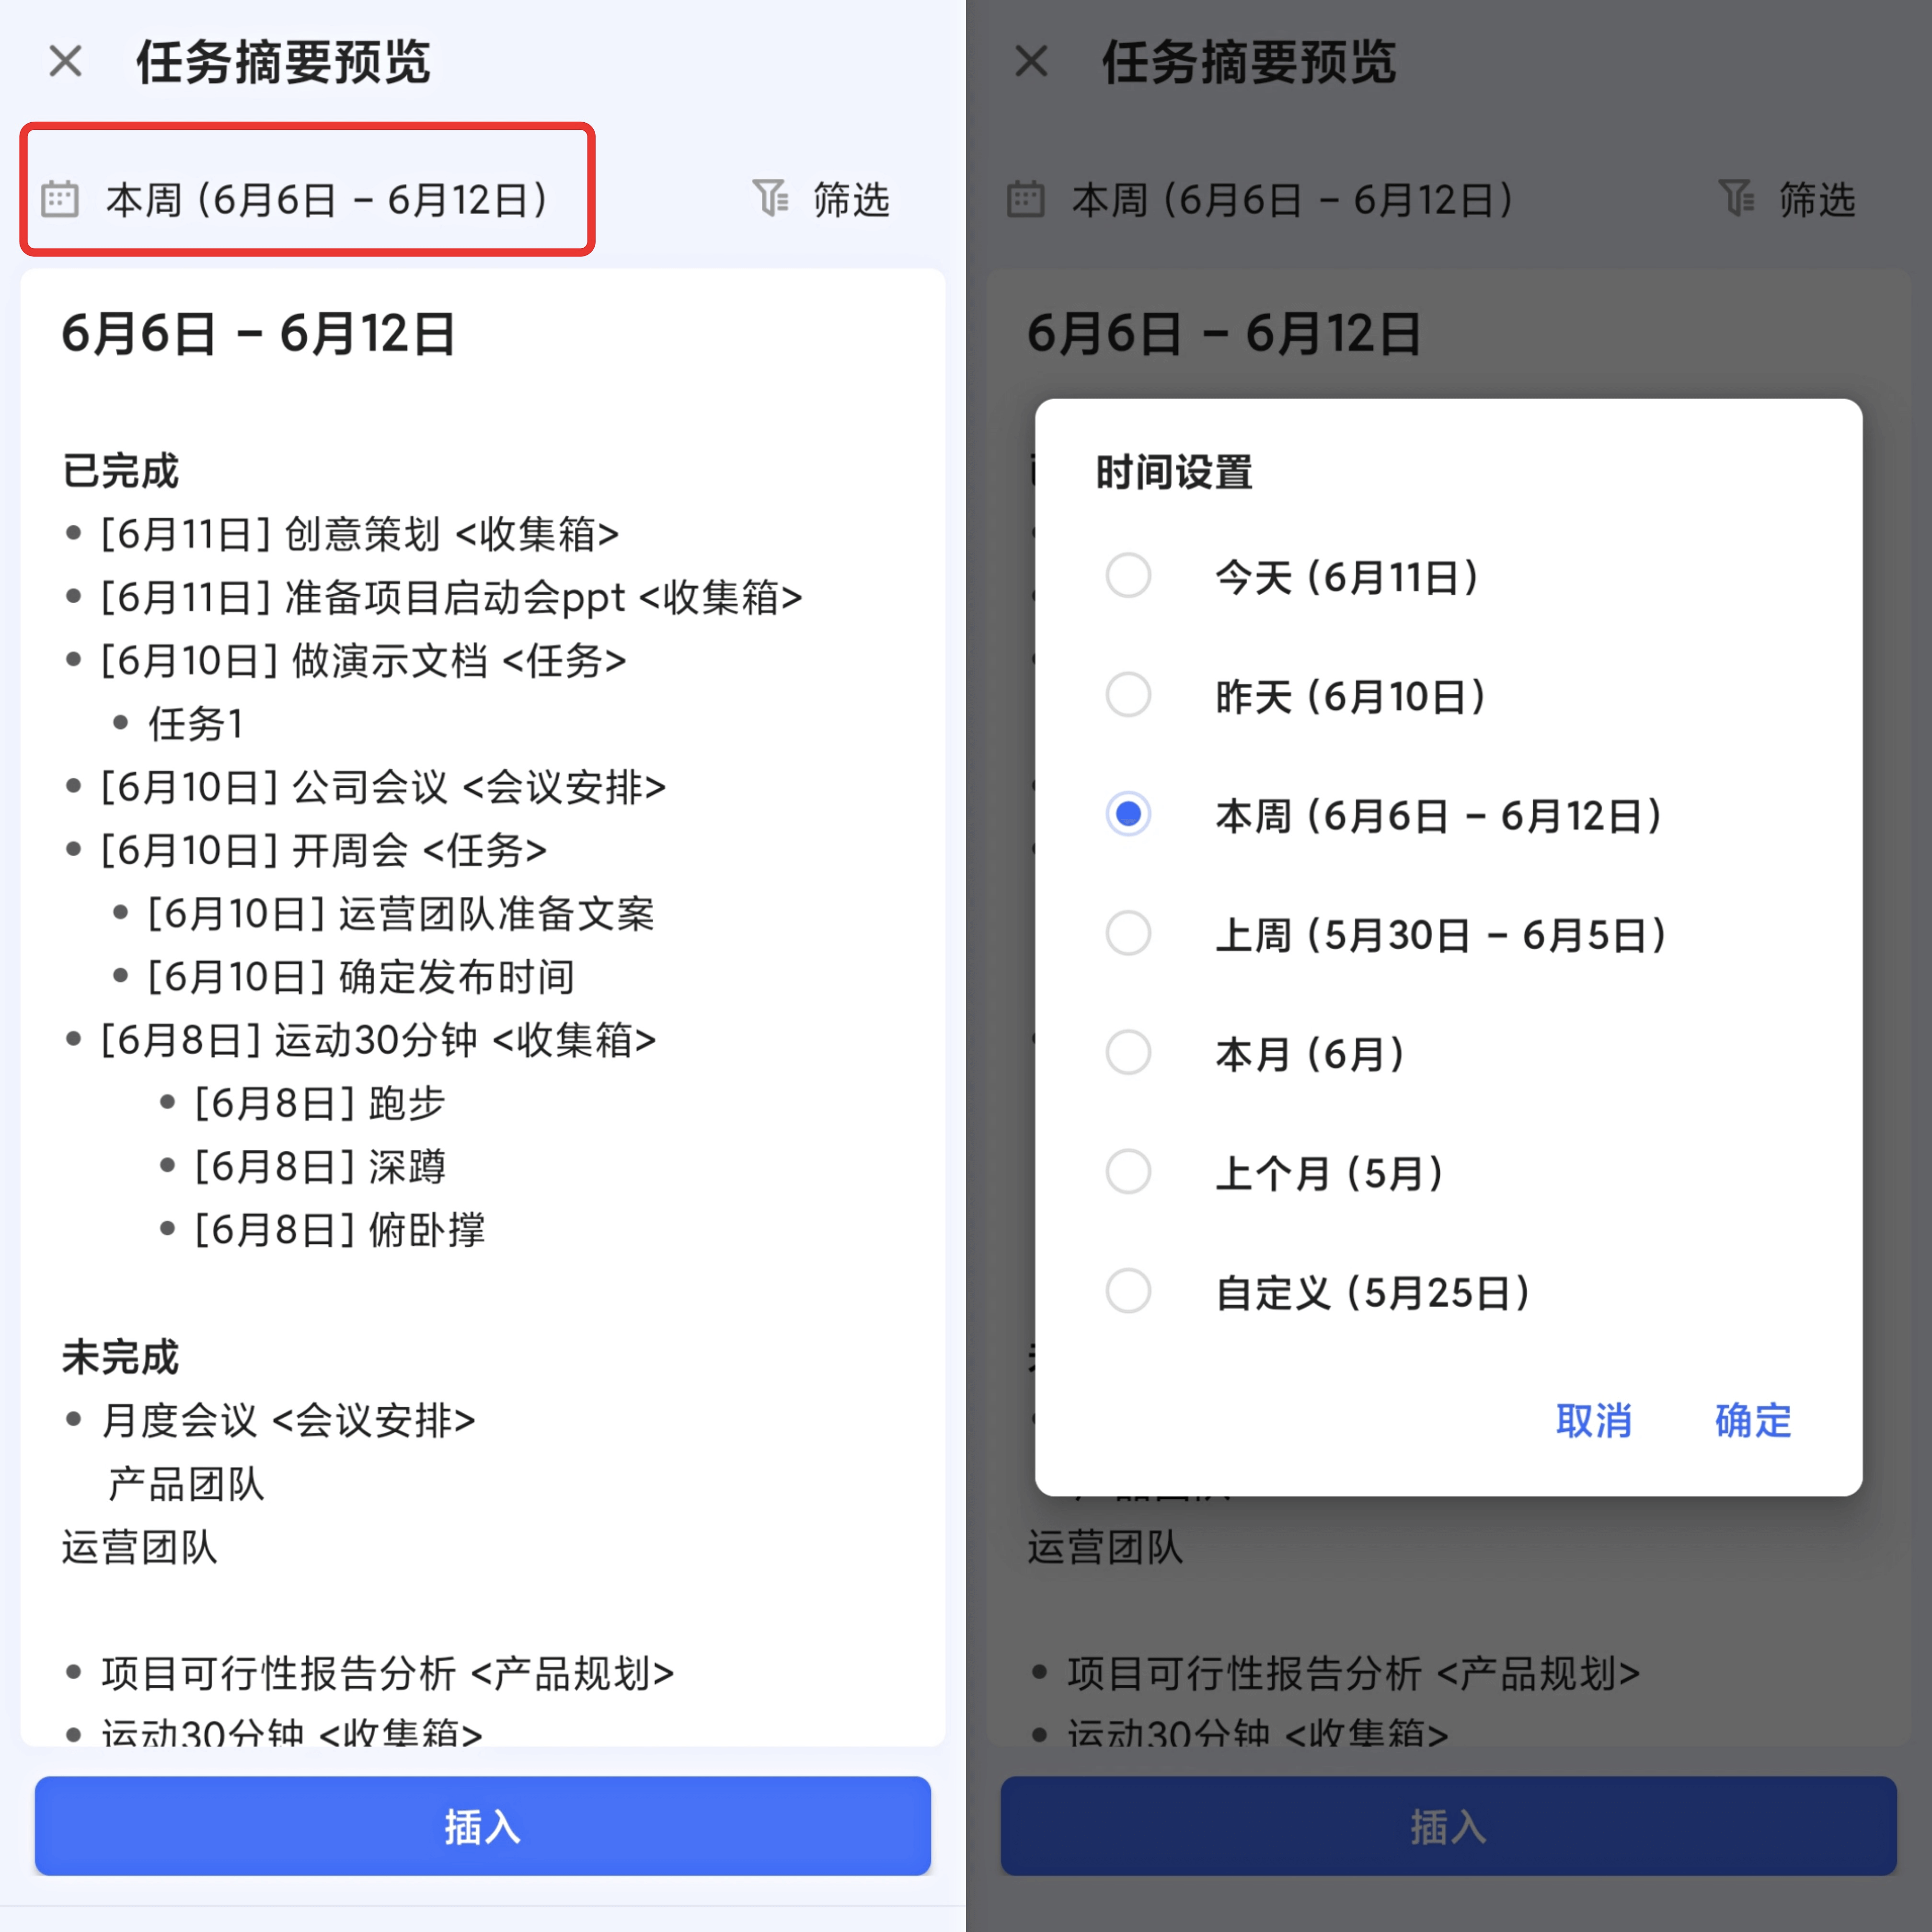 任务摘要预览
本周 (6月6日 – 6月12日)
筛选
6月6日 – 6月12日
已完成
[6月11日] 创意策划 <收集箱>
[6月11日] 准备项目启动会ppt <收集箱>
[6月10日] 做演示文档 <任务>
任务1
[6月10日] 公司会议 <会议安排>
[6月10日] 开周会 <任务>
[6月10日] 运营团队准备文案
[6月10日] 确定发布时间
[6月8日] 运动30分钟 <收集箱>
[6月8日] 跑步
[6月8日] 深蹲
[6月8日] 俯卧撑
未完成
月度会议 <会议安排>
产品团队
运营团队
项目可行性报告分析 <产品规划>
运动30分钟 <收集箱>
插入
任务摘要预览
本周 (6月6日 – 6月12日)
筛选
6月6日 – 6月12日
时间设置
今天 (6月11日)
昨天 (6月10日)
本周 (6月6日 – 6月12日)
上周 (5月30日 – 6月5日)
本月 (6月)
上个月 (5月)
自定义 (5月25日)
取消
确定
运营团队
项目可行性报告分析 <产品规划>
运动30分钟 <收集箱>
插入